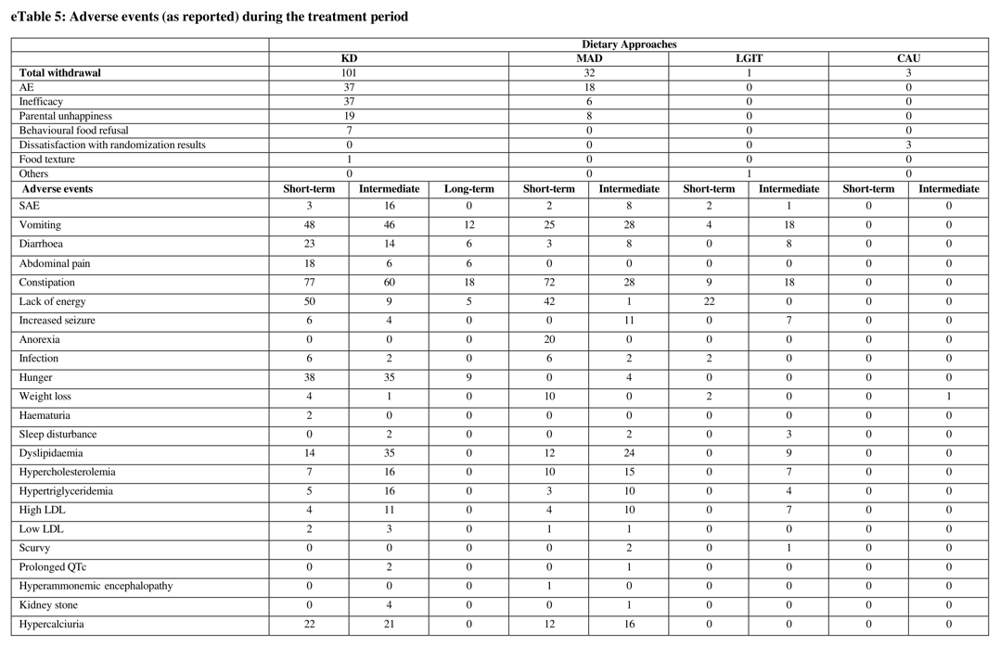 eTable 5: Adverse events (as reported) during the treatment period
Dietary Approaches
KD MAD LGIT CAU
Total withdrawal 101 32 1 3
AE 37 18 0 0
Inefficacy 37 6 0 0
Parental unhappiness 19 8 0 0
Behavioural food refusal 7 0 0 0
Dissatisfaction with randomization results 0 0 0 3
Food texture 1 0 0 0
Others 0 0 1 0
Adverse events Short-term Intermediate Long-term Short-term Intermediate Short-term Intermediate Short-term Intermediate
SAE 3 16 0 2 8 2 1 0 0
Vomiting 48 46 12 25 28 4 18 0 0
Diarrhoea 23 14 6 3 8 0 8 0 0
Abdominal pain 18 6 6 0 0 0 0 0 0
Constipation 77 60 18 72 28 9 18 0 0
Lack of energy 50 9 5 42 1 22 0 0 0
Increased seizure 6 4 0 0 11 0 7 0 0
Anorexia 0 0 0 20 0 0 0 0 0
Infection 6 2 0 6 2 2 0 0 0
Hunger 38 35 9 0 4 0 0 0 0
Weight loss 4 1 0 10 0 2 0 0 1
Haematuria 2 0 0 0 0 0 0 0 0
Sleep disturbance 0 2 0 0 2 0 3 0 0
Dyslipidaemia 14 35 0 12 24 0 9 0 0
Hypercholesterolemia 7 16 0 10 15 0 7 0 0
Hypertriglyceridemia 5 16 0 3 10 0 4 0 0
High LDL 4 11 0 4 10 0 7 0 0
Low LDL 2 3 0 1 1 0 0 0 0
Scurvy 0 0 0 0 2 0 1 0 0
Prolonged QTc 0 2 0 0 1 0 0 0 0
Hyperammonemic encephalopathy 0 0 0 1 0 0 0 0 0
Kidney stone 0 4 0 0 1 0 0 0 0
Hypercalciuria 22 21 0 12 16 0 0 0 0